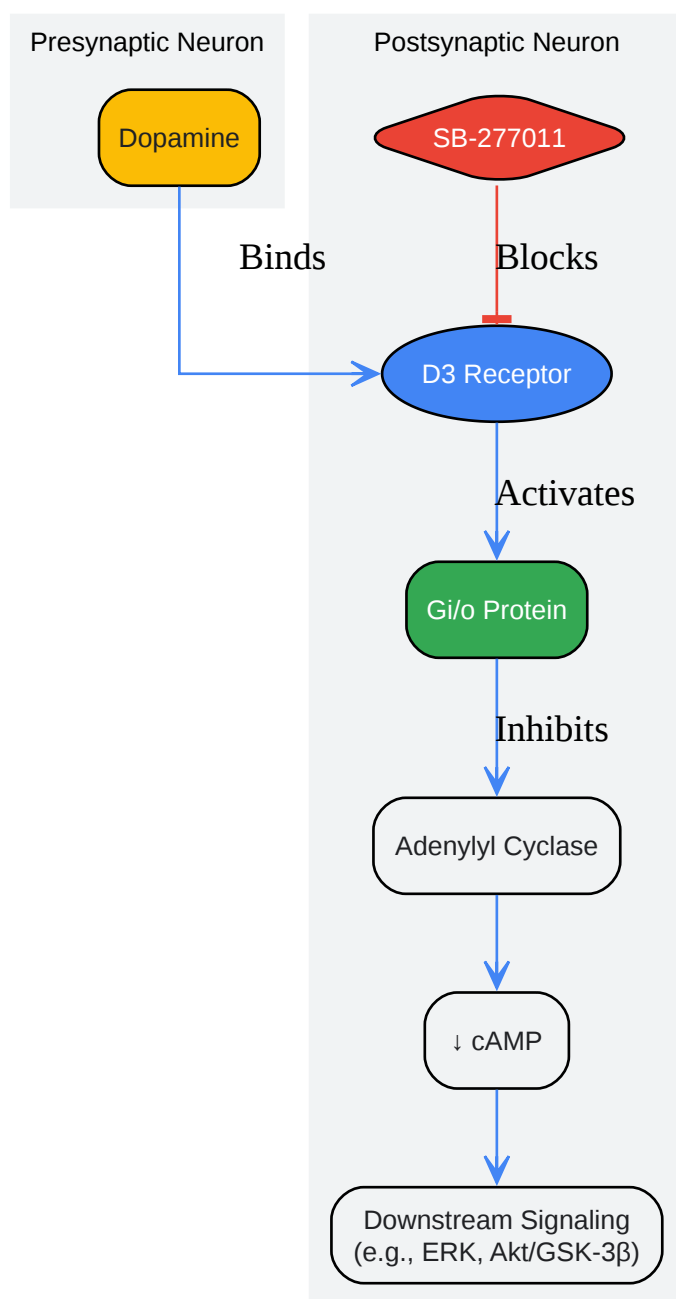 Presynaptic Neuron
Postsynaptic Neuron
Dopamine
SB-277011
Binds
Blocks
D3 Receptor
Activates
Gi/o Protein
Inhibits
Adenylyl Cyclase
↓ cAMP
Downstream Signaling
(e.g., ERK, Akt/GSK-3β)